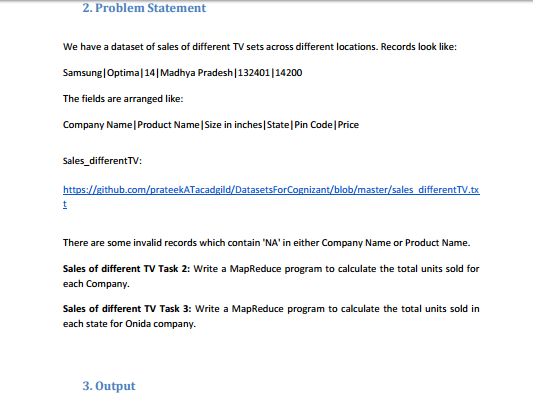 2. Problem Statement
We have a dataset of sales of different TV sets across different locations. Records look like:
Samsung|Optima|14|Madhya Pradesh|132401|14200
The fields are arranged like:
Company Name|Product Name|Size in inches|State|Pin Code|Price
Sales_differentTV:
https://github.com/prateekATacadgild/DatasetsForCognizant/blob/master/sales_differentTV.tx
t
There are some invalid records which contain 'NA' in either Company Name or Product Name.
Sales of different TV Task 2: Write a MapReduce program to calculate the total units sold for
each Company.
Sales of different TV Task 3: Write a MapReduce program to calculate the total units sold in
each state for Onida company.
3. Output